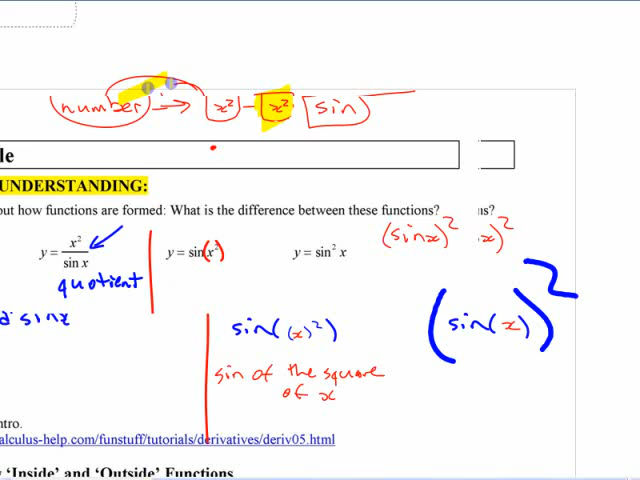 number → x² - x² sin
le
UNDERSTANDING:
out how functions are formed: What is the difference between these functions? ns?
(sinx)² x)²
y = x²/sin x y = sin(x²) y = sin² x
quotient
sinx
sin((x)²) (sin(x))²
sin of the square
of x
ntro.
alculus-help.com/funstuff/tutorials/derivatives/deriv05.html
'Inside' and 'Outside' Functions